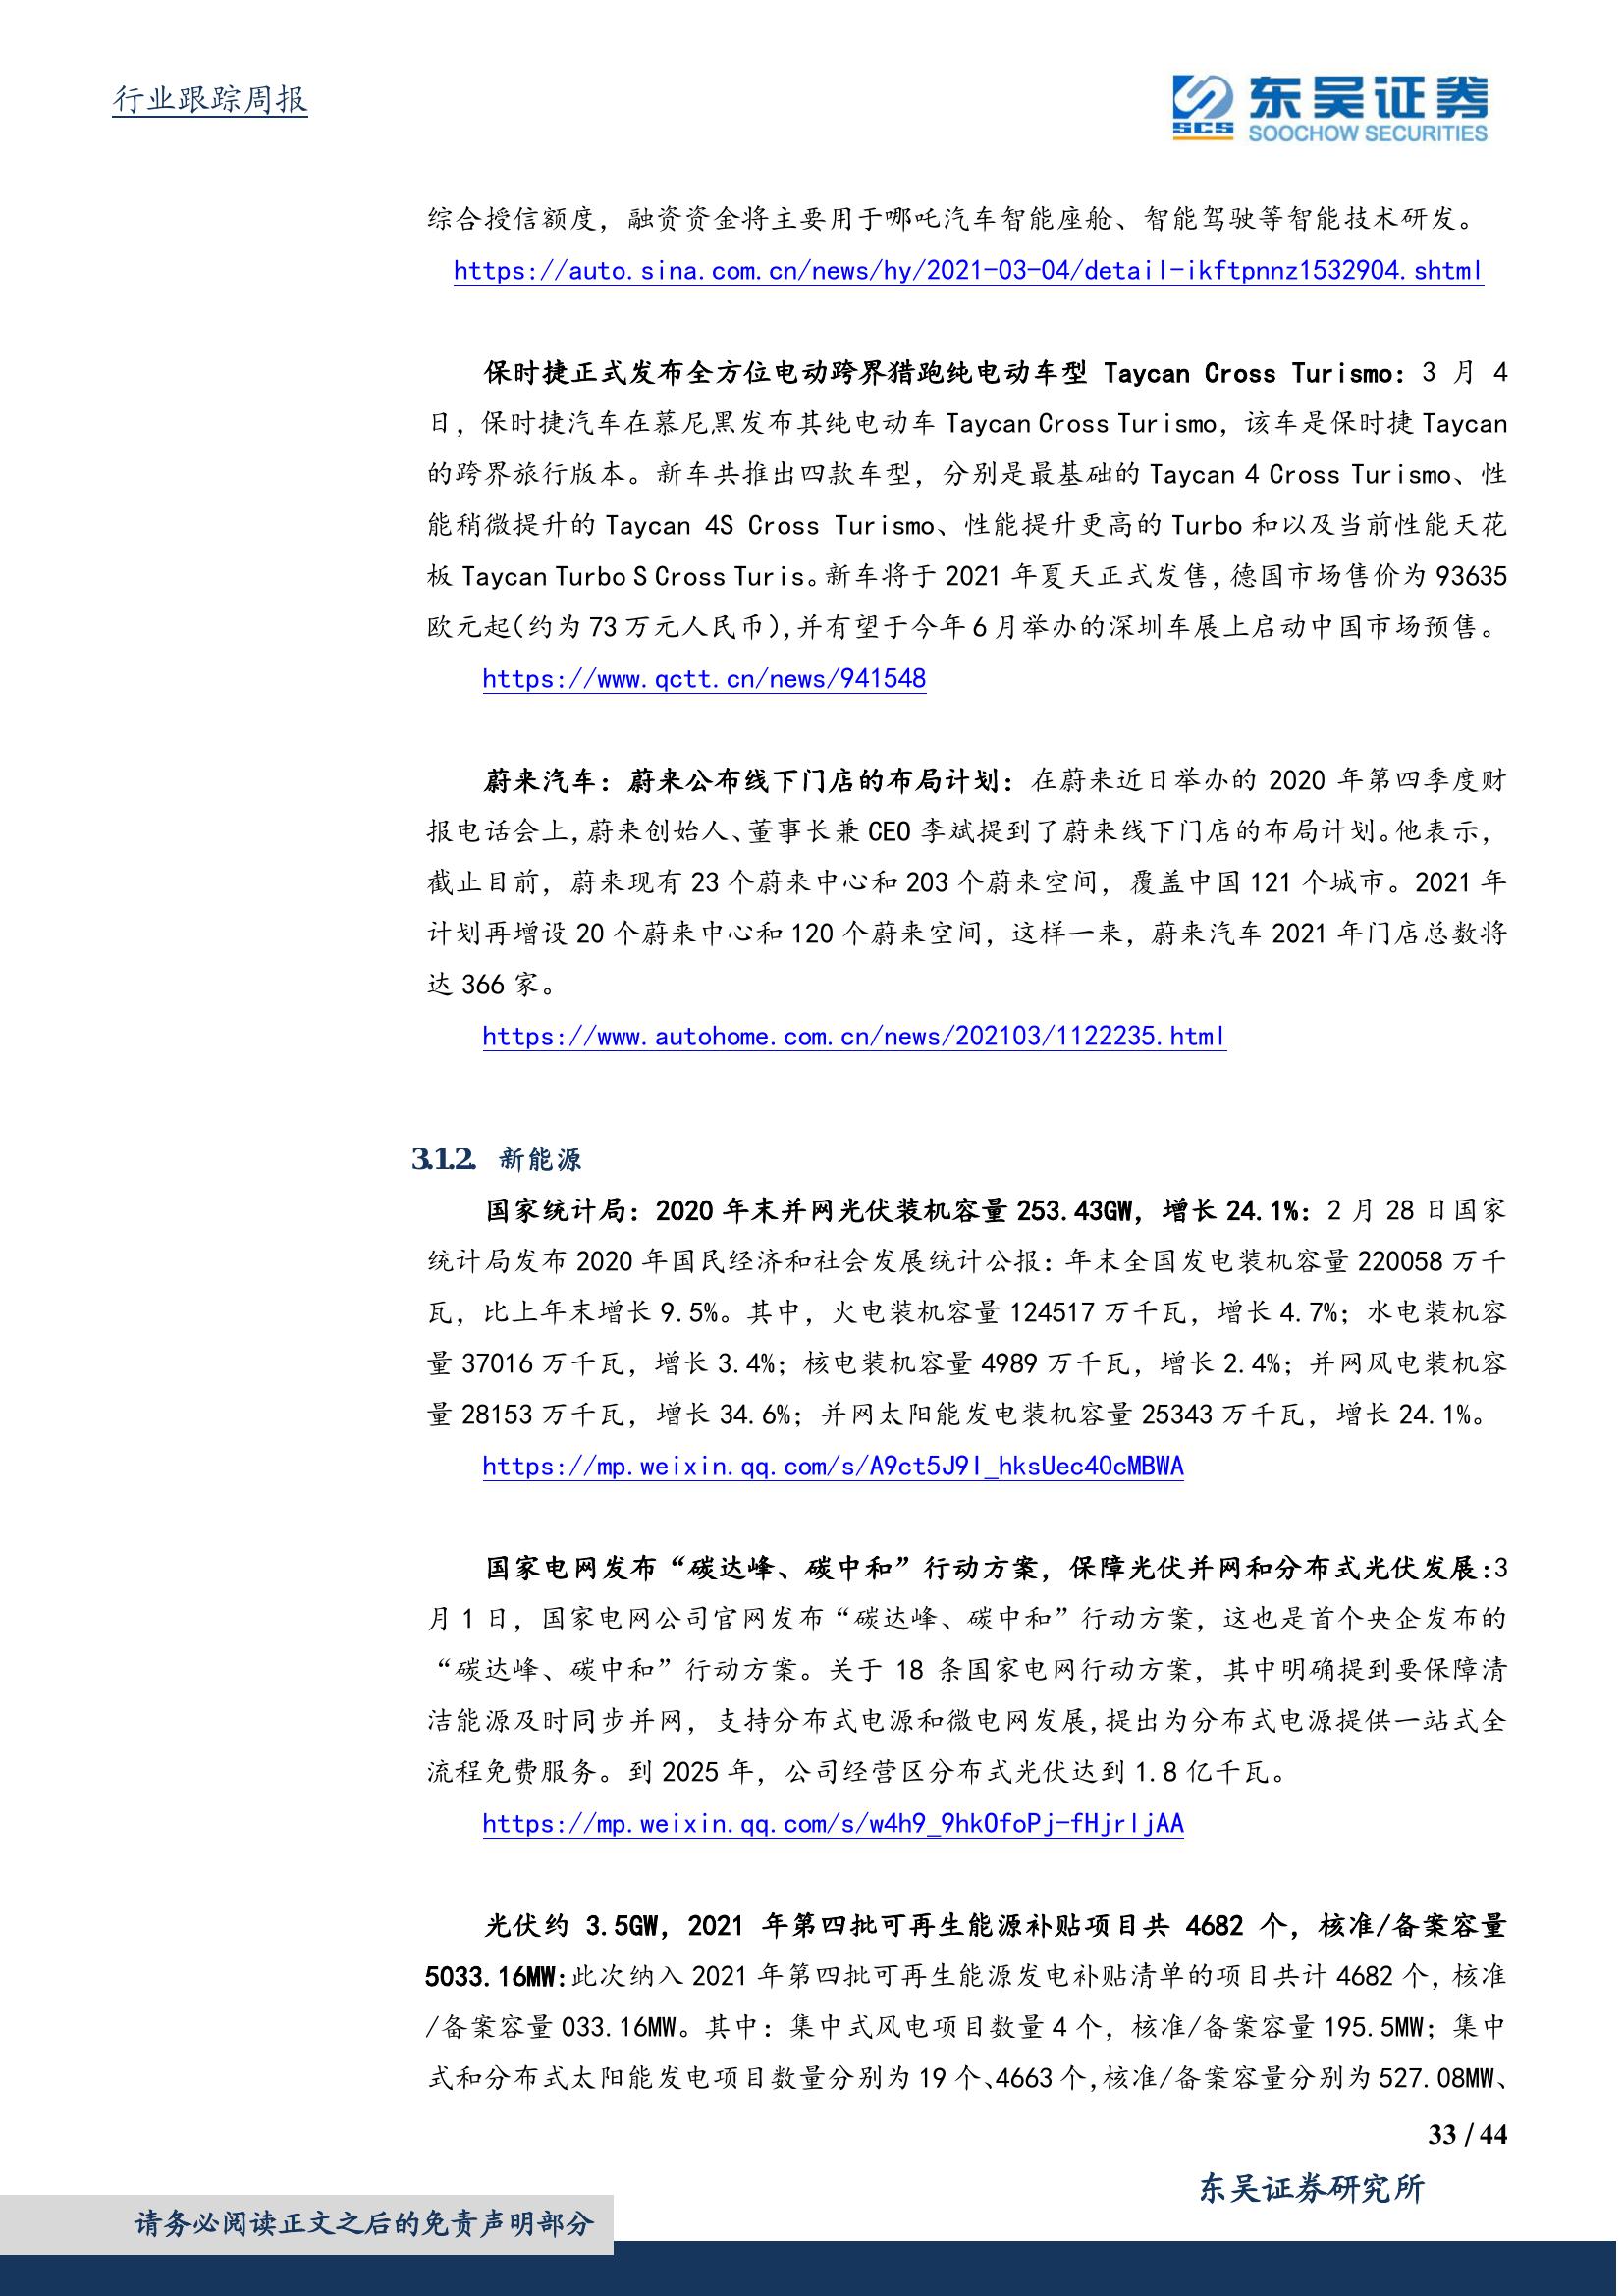 行业跟踪周报
东吴证券
SCS
SOOCHOW SECURITIES
综合授信额度，融资资金将主要用于哪吒汽车智能座舱、智能驾驶等智能技术研发。
https://auto.sina.com.cn/news/hy/2021-03-04/detail-ikftpnnz1532904.shtml
保时捷正式发布全方位电动跨界猎跑纯电动车型 Taycan Cross Turismo：3 月 4
日，保时捷汽车在慕尼黑发布其纯电动车 Taycan Cross Turismo，该车是保时捷 Taycan
的跨界旅行版本。新车共推出四款车型，分别是最基础的 Taycan 4 Cross Turismo、性
能稍微提升的 Taycan 4S Cross Turismo、性能提升更高的 Turbo 和以及当前性能天花
板 Taycan Turbo S Cross Turis。新车将于 2021 年夏天正式发售，德国市场售价为 93635
欧元起(约为 73 万元人民币),并有望于今年 6 月举办的深圳车展上启动中国市场预售。
https://www.qctt.cn/news/941548
蔚来汽车：蔚来公布线下门店的布局计划：在蔚来近日举办的 2020 年第四季度财
报电话会上，蔚来创始人、董事长兼 CEO 李斌提到了蔚来线下门店的布局计划。他表示，
截止目前，蔚来现有 23 个蔚来中心和 203 个蔚来空间，覆盖中国 121 个城市。2021 年
计划再增设 20 个蔚来中心和 120 个蔚来空间，这样一来，蔚来汽车 2021 年门店总数将
达 366 家。
https://www.autohome.com.cn/news/202103/1122235.html
3.1.2. 新能源
国家统计局：2020 年末并网光伏装机容量 253.43GW，增长 24.1%：2 月 28 日国家
统计局发布 2020 年国民经济和社会发展统计公报：年末全国发电装机容量 220058 万千
瓦，比上年末增长 9.5%。其中，火电装机容量 124517 万千瓦，增长 4.7%；水电装机容
量 37016 万千瓦，增长 3.4%；核电装机容量 4989 万千瓦，增长 2.4%；并网风电装机容
量 28153 万千瓦，增长 34.6%；并网太阳能发电装机容量 25343 万千瓦，增长 24.1%。
https://mp.weixin.qq.com/s/A9ct5J9I_hksUec40cMBWA
国家电网发布“碳达峰、碳中和”行动方案，保障光伏并网和分布式光伏发展:3
月 1 日，国家电网公司官网发布“碳达峰、碳中和”行动方案，这也是首个央企发布的
“碳达峰、碳中和”行动方案。关于 18 条国家电网行动方案，其中明确提到要保障清
洁能源及时同步并网，支持分布式电源和微电网发展,提出为分布式电源提供一站式全
流程免费服务。到 2025 年，公司经营区分布式光伏达到 1.8 亿千瓦。
https://mp.weixin.qq.com/s/w4h9_9hkOfoPj-fHjrljAA
光伏约 3.5GW，2021 年第四批可再生能源补贴项目共 4682 个，核准/备案容量
5033.16MW:此次纳入 2021 年第四批可再生能源发电补贴清单的项目共计 4682 个，核准
/备案容量 033.16MW。其中：集中式风电项目数量 4 个，核准/备案容量 195.5MW；集中
式和分布式太阳能发电项目数量分别为 19 个、4663 个,核准/备案容量分别为 527.08MW、
33 / 44
东吴证券研究所
请务必阅读正文之后的免责声明部分